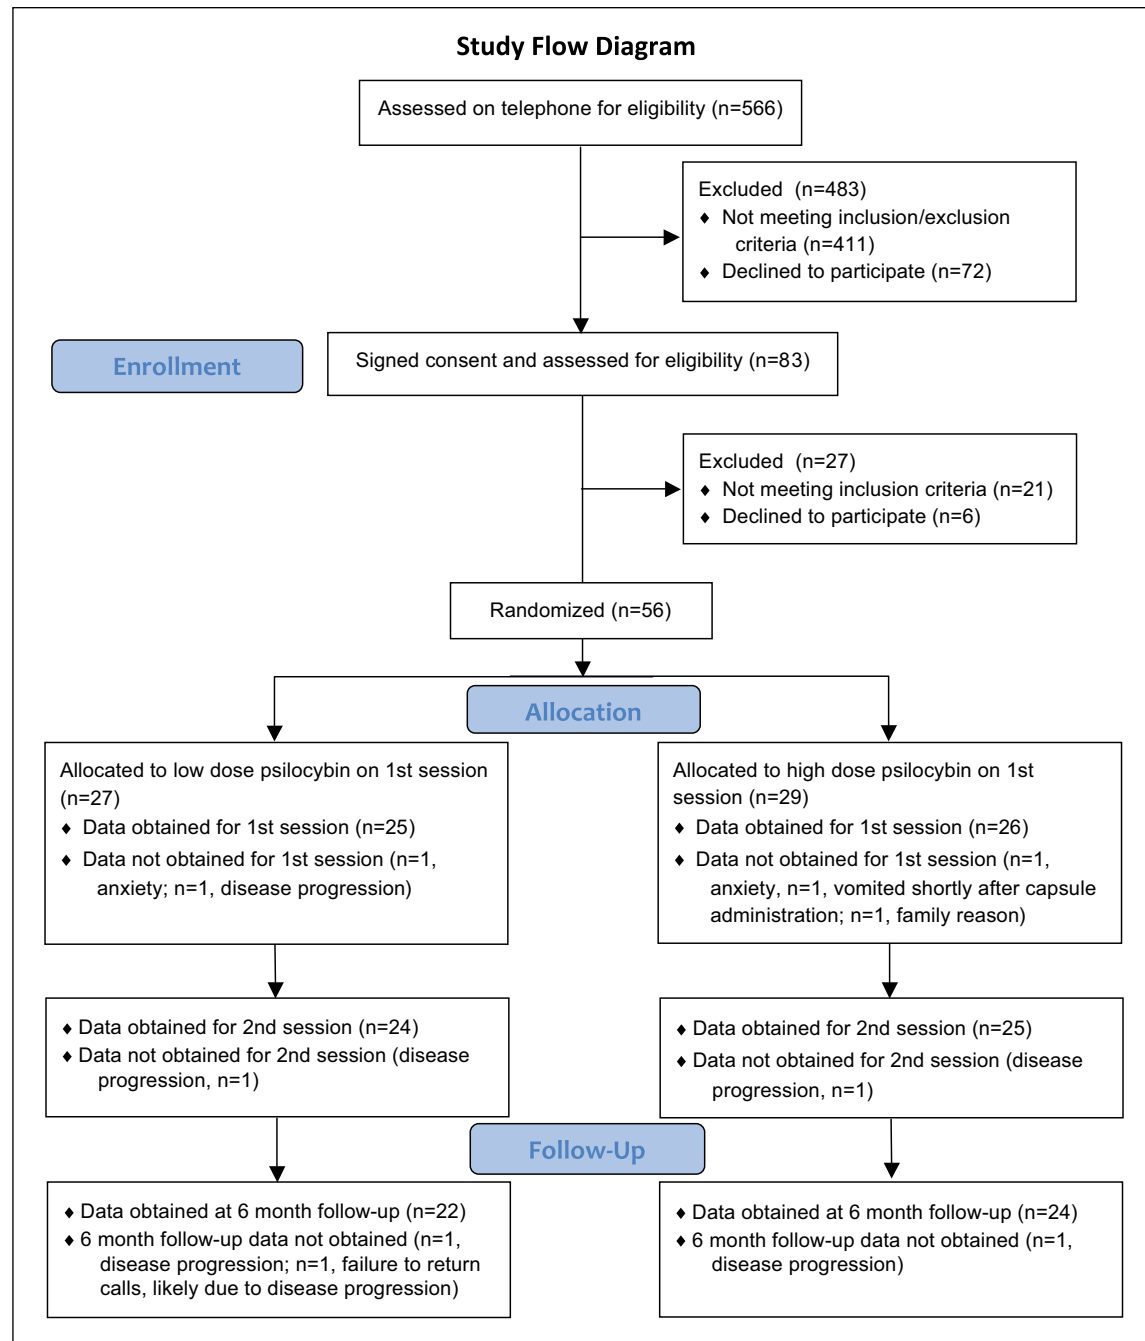 Study Flow Diagram
Assessed on telephone for eligibility (n=566)
Excluded (n=483)
♦ Not meeting inclusion/exclusion
criteria (n=411)
♦ Declined to participate (n=72)
Enrollment
Signed consent and assessed for eligibility (n=83)
Excluded (n=27)
♦ Not meeting inclusion criteria (n=21)
♦ Declined to participate (n=6)
Randomized (n=56)
Allocation
Allocated to low dose psilocybin on 1st session
(n=27)
♦ Data obtained for 1st session (n=25)
♦ Data not obtained for 1st session (n=1,
anxiety; n=1, disease progression)
Allocated to high dose psilocybin on 1st
session (n=29)
♦ Data obtained for 1st session (n=26)
♦ Data not obtained for 1st session (n=1,
anxiety, n=1, vomited shortly after capsule
administration; n=1, family reason)
♦ Data obtained for 2nd session (n=24)
♦ Data not obtained for 2nd session (disease
progression, n=1)
♦ Data obtained for 2nd session (n=25)
♦ Data not obtained for 2nd session (disease
progression, n=1)
Follow-Up
♦ Data obtained at 6 month follow-up (n=22)
♦ 6 month follow-up data not obtained (n=1,
disease progression; n=1, failure to return
calls, likely due to disease progression)
♦ Data obtained at 6 month follow-up (n=24)
♦ 6 month follow-up data not obtained (n=1,
disease progression)